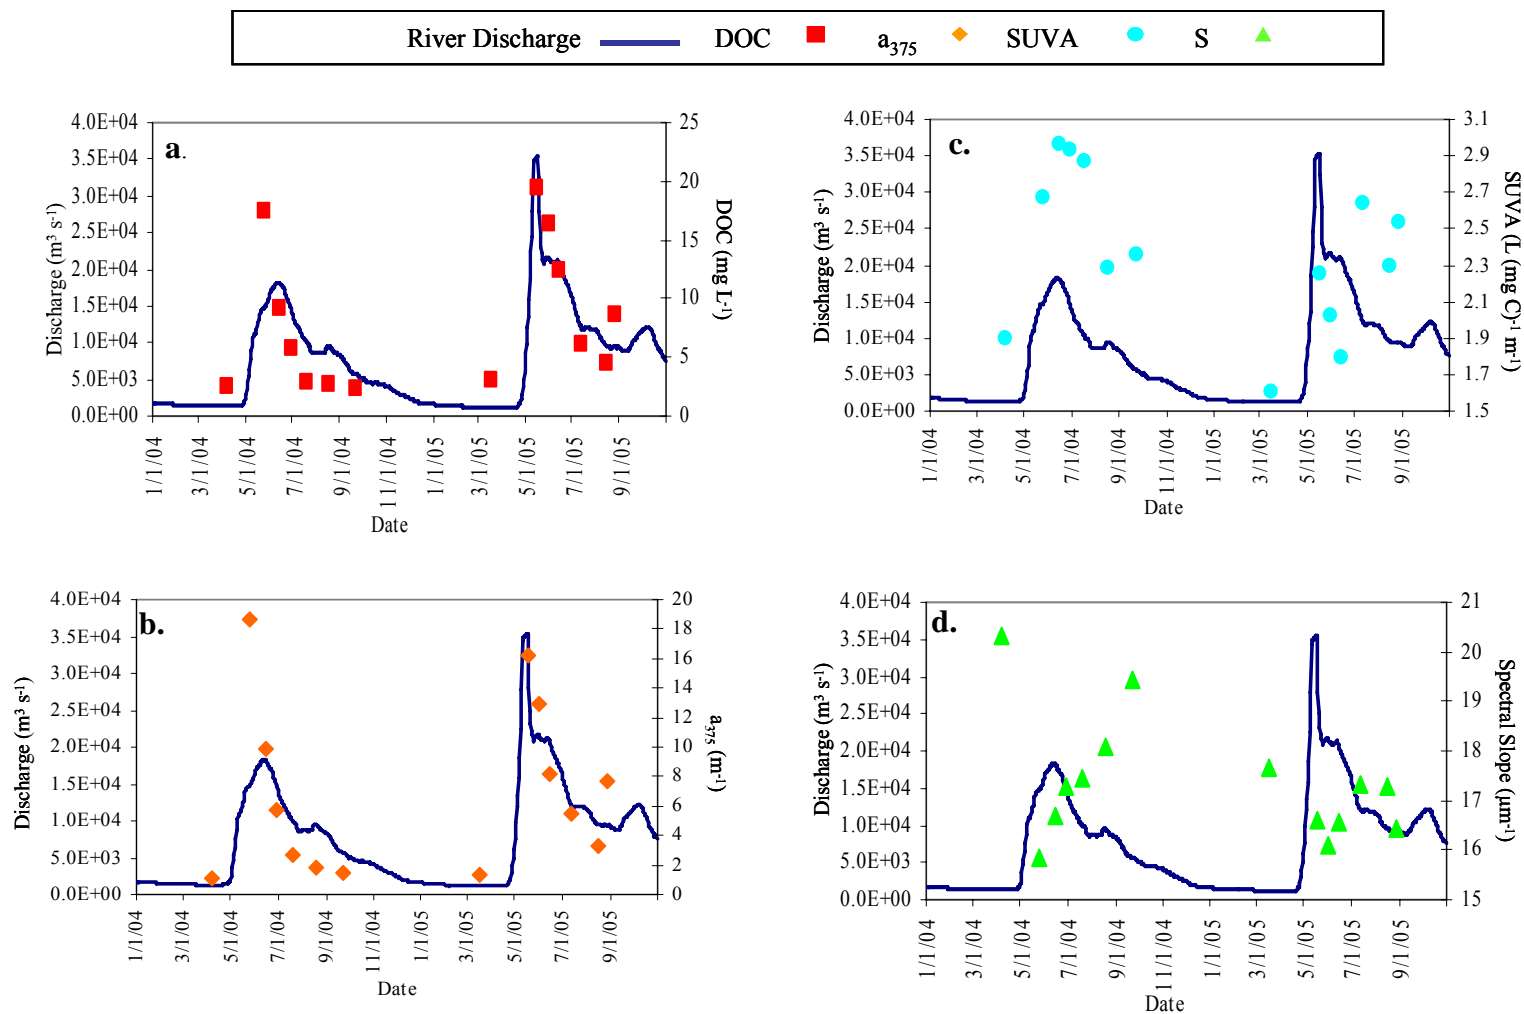 River Discharge DOC a375 SUVA S
a.
4.0E+04
3.5E+04
3.0E+04
2.5E+04
2.0E+04
1.5E+04
1.0E+04
5.0E+03
0.0E+00
Discharge (m³ s⁻¹)
25
20
15
10
5
0
DOC (mg L⁻¹)
1/1/04
3/1/04
5/1/04
7/1/04
9/1/04
11/1/04
1/1/05
3/1/05
5/1/05
7/1/05
9/1/05
Date
c.
4.0E+04
3.5E+04
3.0E+04
2.5E+04
2.0E+04
1.5E+04
1.0E+04
5.0E+03
0.0E+00
Discharge (m³ s⁻¹)
3.1
2.9
2.7
2.5
2.3
2.1
1.9
1.7
1.5
SUVA (L (mg C)⁻¹ m⁻¹)
1/1/04
3/1/04
5/1/04
7/1/04
9/1/04
11/1/04
1/1/05
3/1/05
5/1/05
7/1/05
9/1/05
Date
b.
4.0E+04
3.5E+04
3.0E+04
2.5E+04
2.0E+04
1.5E+04
1.0E+04
5.0E+03
0.0E+00
Discharge (m³ s⁻¹)
20
18
16
14
12
10
8
6
4
2
0
a375 (m⁻¹)
1/1/04
3/1/04
5/1/04
7/1/04
9/1/04
11/1/04
1/1/05
3/1/05
5/1/05
7/1/05
9/1/05
Date
d.
4.0E+04
3.5E+04
3.0E+04
2.5E+04
2.0E+04
1.5E+04
1.0E+04
5.0E+03
0.0E+00
Discharge (m³ s⁻¹)
21
20
19
18
17
16
15
Spectral Slope (µm⁻¹)
1/1/04
3/1/04
5/1/04
7/1/04
9/1/04
11/1/04
1/1/05
3/1/05
5/1/05
7/1/05
9/1/05
Date